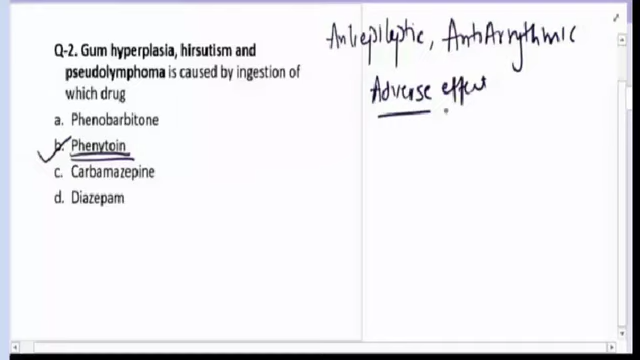 Q-2. Gum hyperplasia, hirsutism and
pseudolymphoma is caused by ingestion of
which drug
a. Phenobarbitone
b. Phenytoin
c. Carbamazepine
d. Diazepam
Antiepileptic, AntiArrythmic
Adverse effect